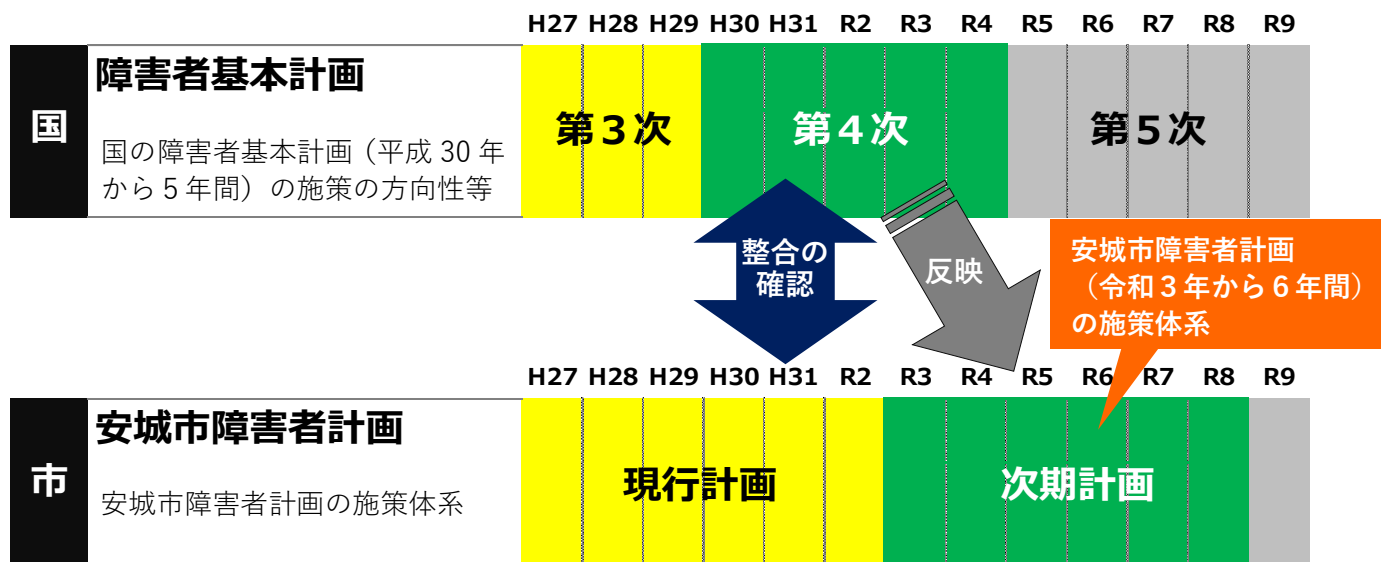 H27 H28 H29 H30 H31 R2 R3 R4 R5 R6 R7 R8 R9
国
障害者基本計画
国の障害者基本計画（平成 30 年
から５年間）の施策の方向性等
第３次
第４次
第５次
整合の
確認
反映
安城市障害者計画
（令和３年から６年間）
の施策体系
H27 H28 H29 H30 H31 R2 R3 R4 R5 R6 R7 R8 R9
市
安城市障害者計画
安城市障害者計画の施策体系
現行計画
次期計画